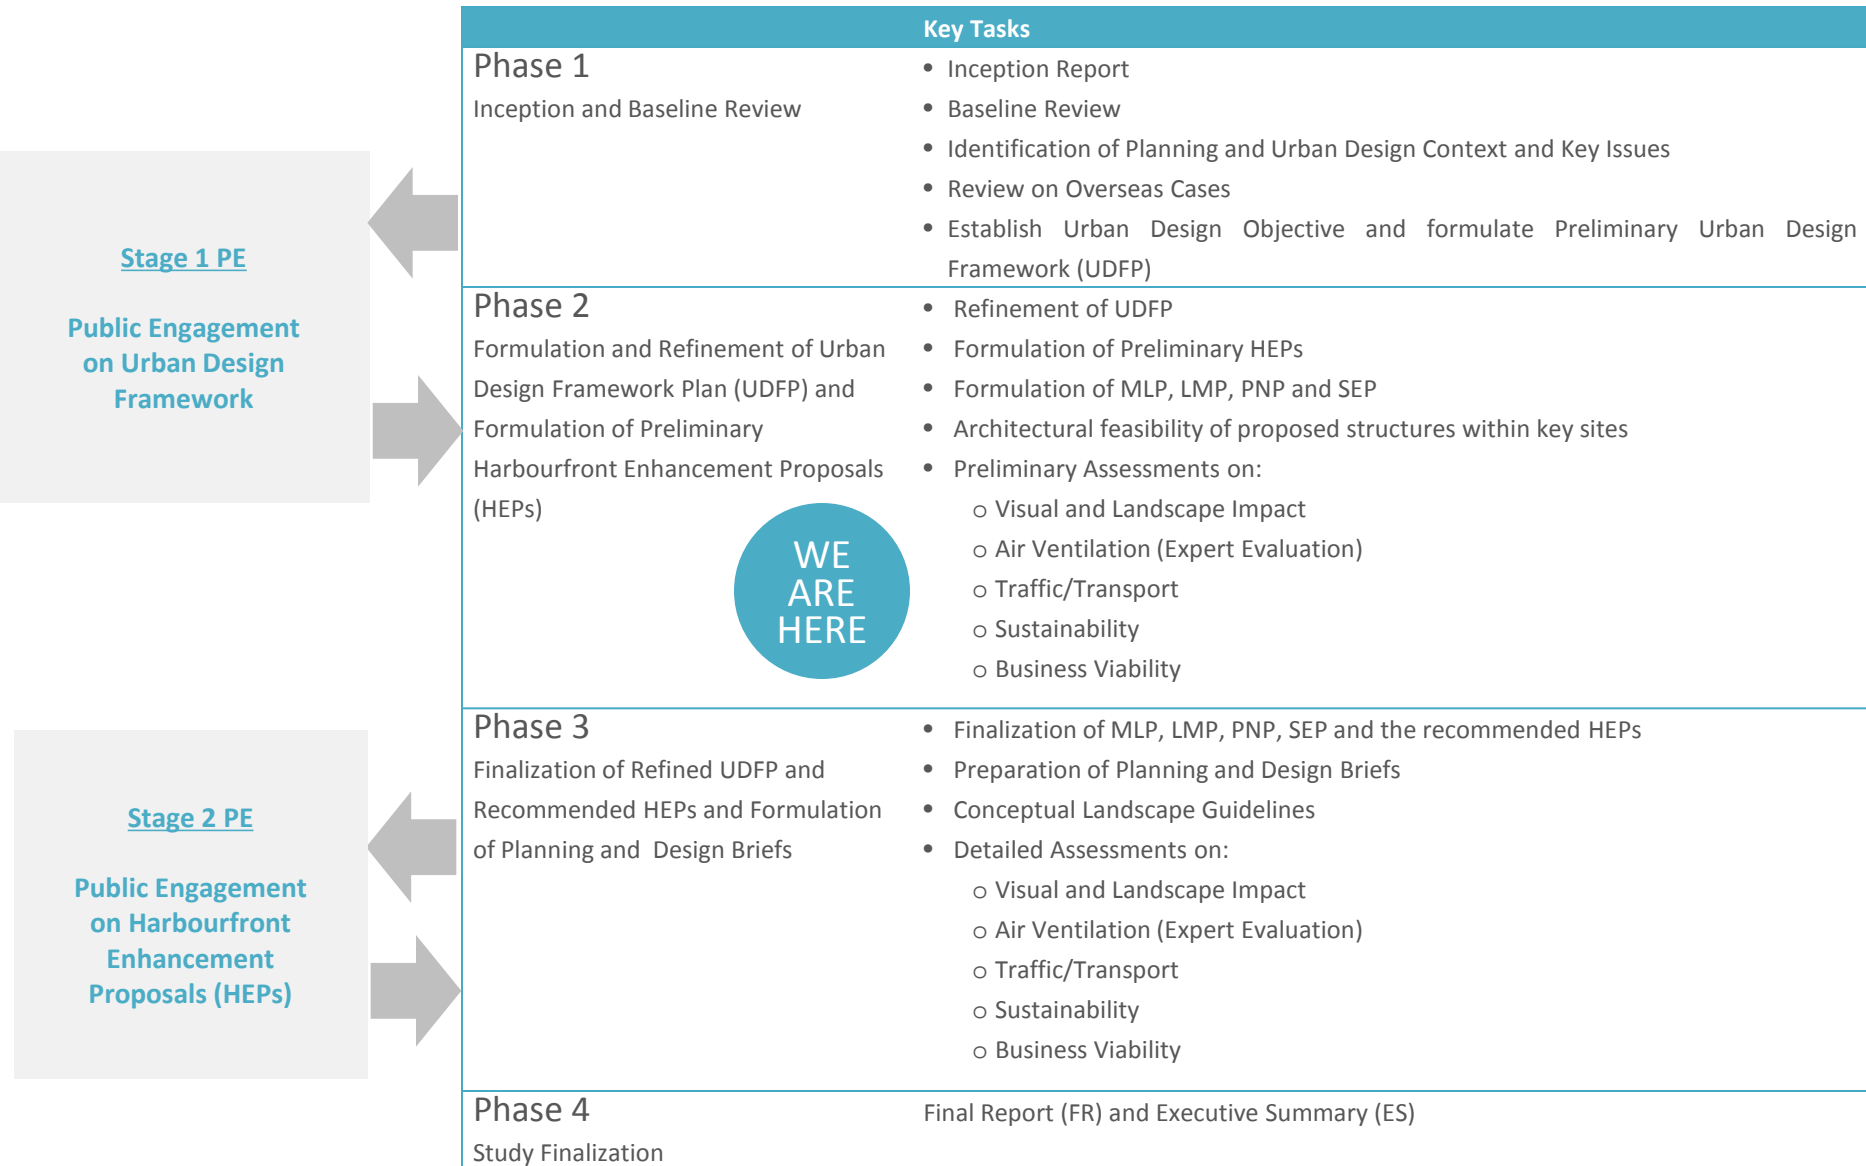 Key Tasks
Phase 1
Inception and Baseline Review
• Inception Report
• Baseline Review
• Identification of Planning and Urban Design Context and Key Issues
• Review on Overseas Cases
• Establish Urban Design Objective and formulate Preliminary Urban Design
Framework (UDFP)
Stage 1 PE
Public Engagement
on Urban Design
Framework
Phase 2
Formulation and Refinement of Urban
Design Framework Plan (UDFP) and
Formulation of Preliminary
Harbourfront Enhancement Proposals
(HEPs)
WE
ARE
HERE
• Refinement of UDFP
• Formulation of Preliminary HEPs
• Formulation of MLP, LMP, PNP and SEP
• Architectural feasibility of proposed structures within key sites
• Preliminary Assessments on:
o Visual and Landscape Impact
o Air Ventilation (Expert Evaluation)
o Traffic/Transport
o Sustainability
o Business Viability
Phase 3
Finalization of Refined UDFP and
Recommended HEPs and Formulation
of Planning and Design Briefs
• Finalization of MLP, LMP, PNP, SEP and the recommended HEPs
• Preparation of Planning and Design Briefs
• Conceptual Landscape Guidelines
• Detailed Assessments on:
o Visual and Landscape Impact
o Air Ventilation (Expert Evaluation)
o Traffic/Transport
o Sustainability
o Business Viability
Stage 2 PE
Public Engagement
on Harbourfront
Enhancement
Proposals (HEPs)
Phase 4
Study Finalization
Final Report (FR) and Executive Summary (ES)